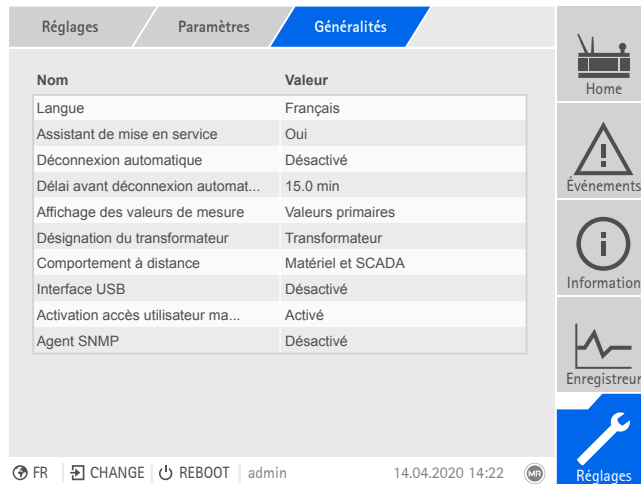 Réglages Paramètres Généralités
Nom Valeur
Langue Français
Assistant de mise en service Oui
Déconnexion automatique Désactivé
Délai avant déconnexion automat... 15.0 min
Affichage des valeurs de mesure Valeurs primaires
Désignation du transformateur Transformateur
Comportement à distance Matériel et SCADA
Interface USB Désactivé
Activation accès utilisateur ma... Activé
Agent SNMP Désactivé
Home
Événements
Information
Enregistreur
Réglages
FR CHANGE REBOOT admin 14.04.2020 14:22 MR